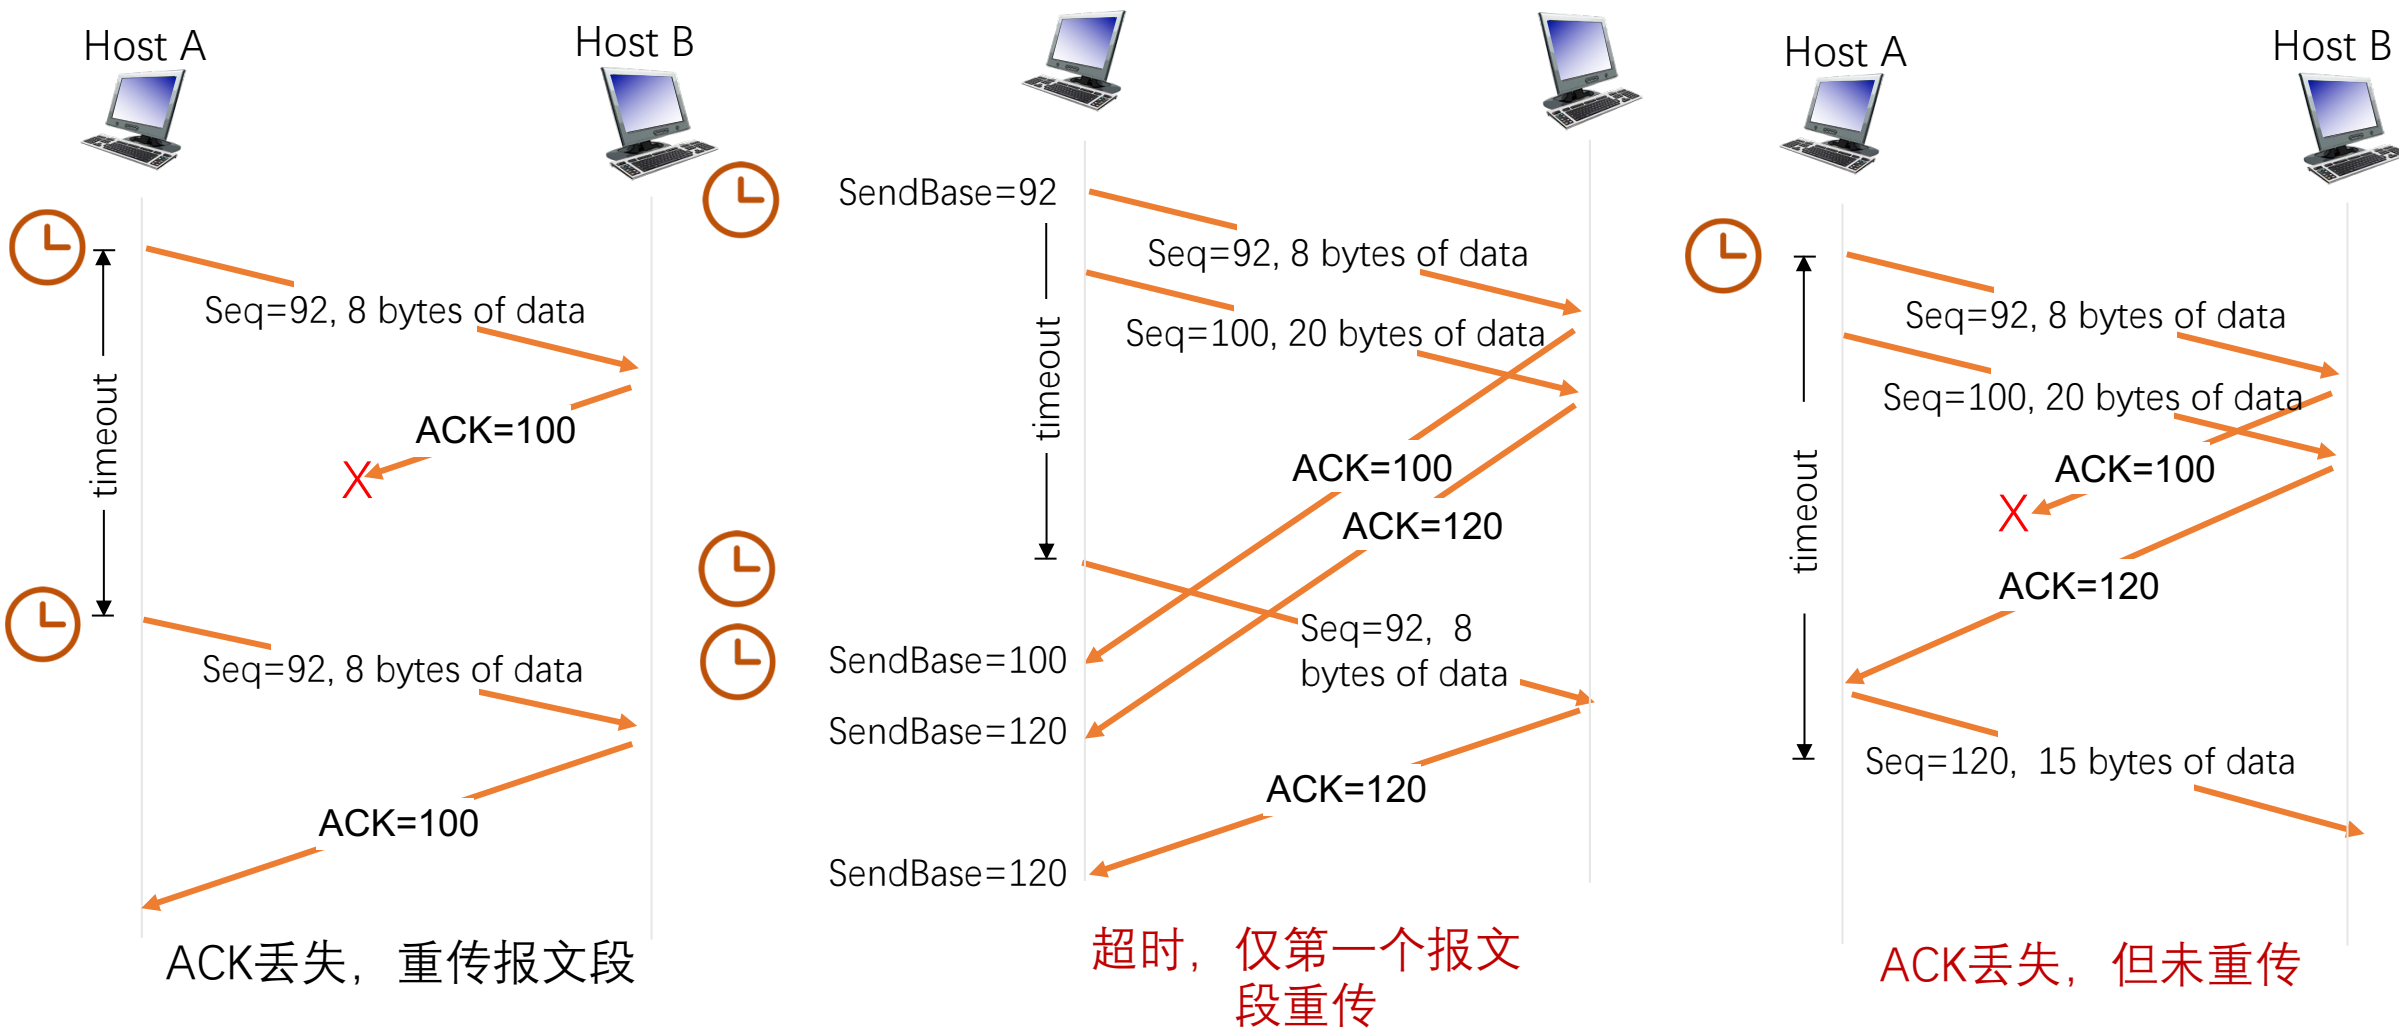 Host A
Host B
timeout
Seq=92, 8 bytes of data
ACK=100
X
Seq=92, 8 bytes of data
ACK=100
ACK丢失，重传报文段
SendBase=92
timeout
Seq=92, 8 bytes of data
Seq=100, 20 bytes of data
ACK=100
ACK=120
Seq=92, 8
bytes of data
SendBase=100
SendBase=120
ACK=120
SendBase=120
超时，仅第一个报文
段重传
Host A
Host B
timeout
Seq=92, 8 bytes of data
Seq=100, 20 bytes of data
ACK=100
X
ACK=120
Seq=120, 15 bytes of data
ACK丢失，但未重传